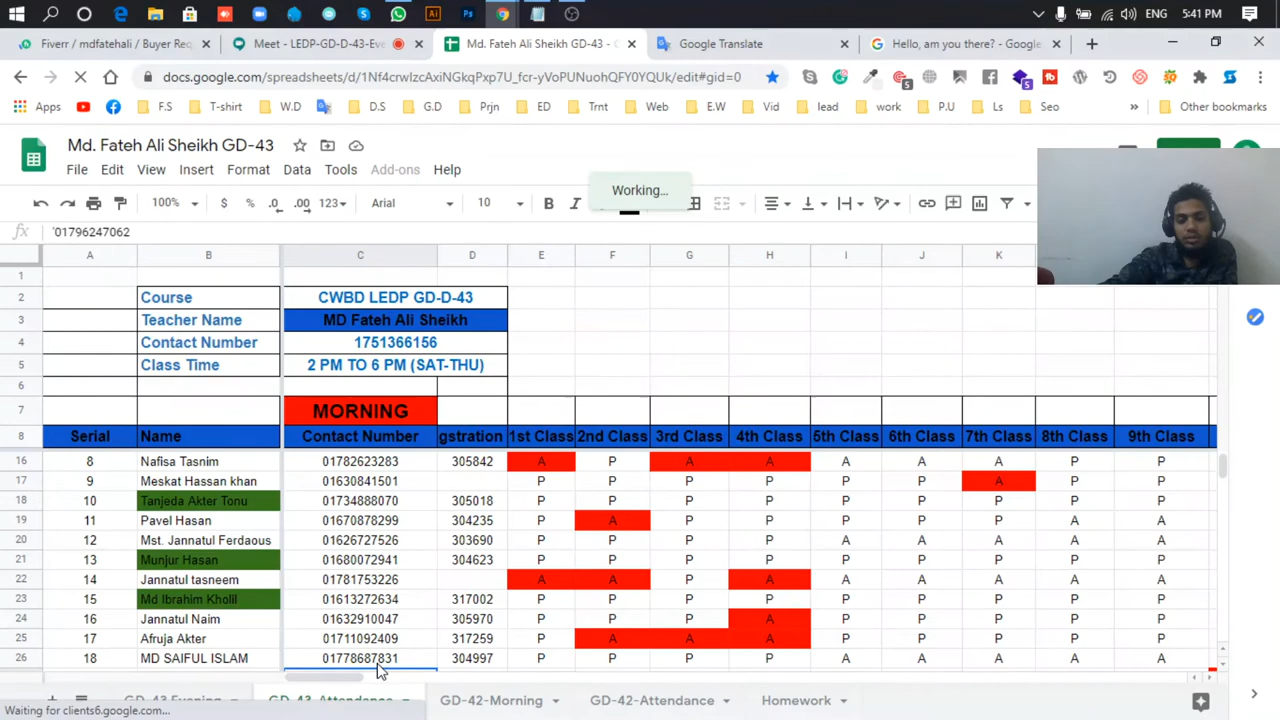 ENG 5:41 PM
Fiverr / mdfatehali / Buyer Req
Meet - LEDP-GD-D-43-Eve
Md. Fateh Ali Sheikh GD-43 -
Google Translate
Hello, am you there? - Google
docs.google.com/spreadsheets/d/1Nf4crwIzcAxiNGkqPxp7U_fcr-yVoPUNuohQFY0YQUk/edit#gid=0
Apps F.S T-shirt W.D D.S G.D Prjn ED Trnt Web E.W Vid lead work P.U Ls Seo » Other bookmarks
Md. Fateh Ali Sheikh GD-43
File Edit View Insert Format Data Tools Add-ons Help
Working...
100% $ % .0 .00 123 Arial 10 B I
fx '01796247062
A B C D E F G H I J K
1
2 Course CWBD LEDP GD-D-43
3 Teacher Name MD Fateh Ali Sheikh
4 Contact Number 1751366156
5 Class Time 2 PM TO 6 PM (SAT-THU)
6
7 MORNING
8 Serial Name Contact Number gstration 1st Class 2nd Class 3rd Class 4th Class 5th Class 6th Class 7th Class 8th Class 9th Class
16 8 Nafisa Tasnim 01782623283 305842 A P A A A A A P P
17 9 Meskat Hassan khan 01630841501 P P P P P P A P P
18 10 Tanjeda Akter Tonu 01734888070 305018 P P P P P P P P P
19 11 Pavel Hasan 01670878299 304235 P A P P P P P A A
20 12 Mst. Jannatul Ferdaous 01626727526 303690 P P P P A A A A A
21 13 Munjur Hasan 01680072941 304623 P P P P P P P P P
22 14 Jannatul tasneem 01781753226 A A P A A A A A A
23 15 Md Ibrahim Kholil 01613272634 317002 P P P P P P P P P
24 16 Jannatul Naim 01632910047 305970 P P P A A A A A A
25 17 Afruja Akter 01711092409 317259 P A A A A A A A A
26 18 MD SAIFUL ISLAM 01778687831 304997 P P P P A A A A A
GD-43 Evening GD-43-Attendance GD-42-Morning GD-42-Attendance Homework
Waiting for clients6.google.com...